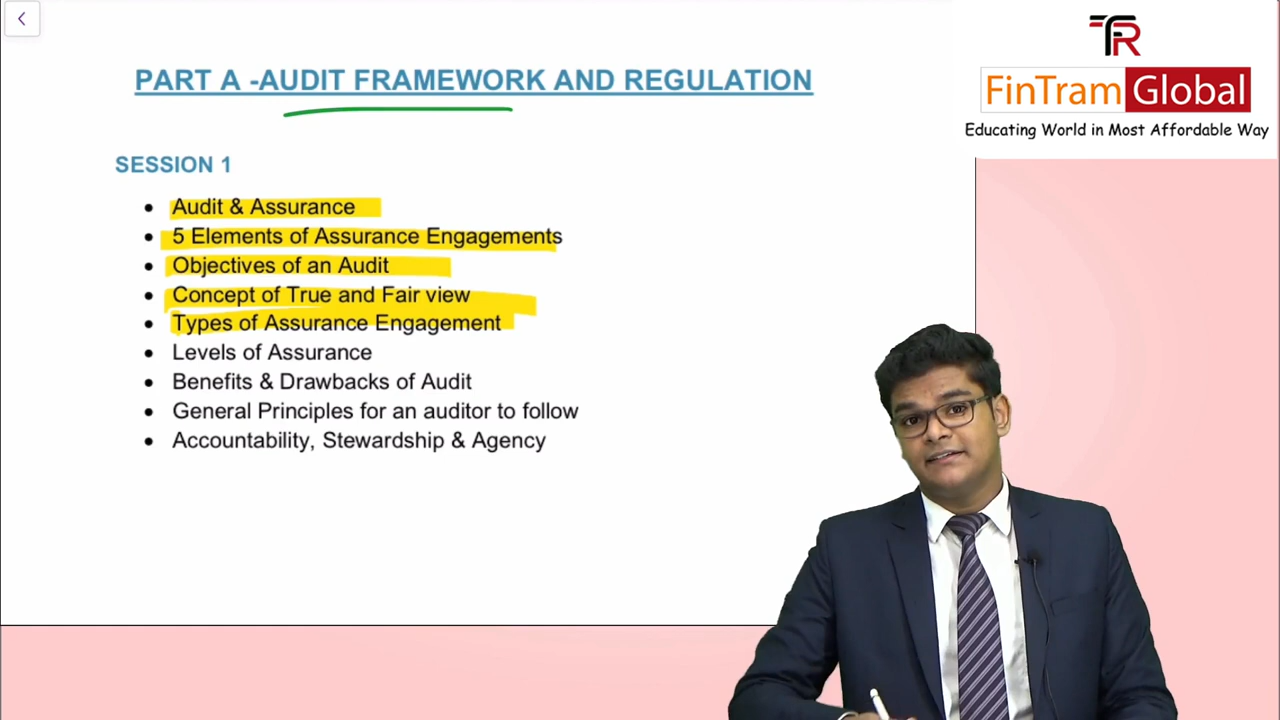 PART A -AUDIT FRAMEWORK AND REGULATION
TR
FinTram Global
Educating World in Most Affordable Way
SESSION 1
• Audit & Assurance
• 5 Elements of Assurance Engagements
• Objectives of an Audit
• Concept of True and Fair view
• Types of Assurance Engagement
• Levels of Assurance
• Benefits & Drawbacks of Audit
• General Principles for an auditor to follow
• Accountability, Stewardship & Agency